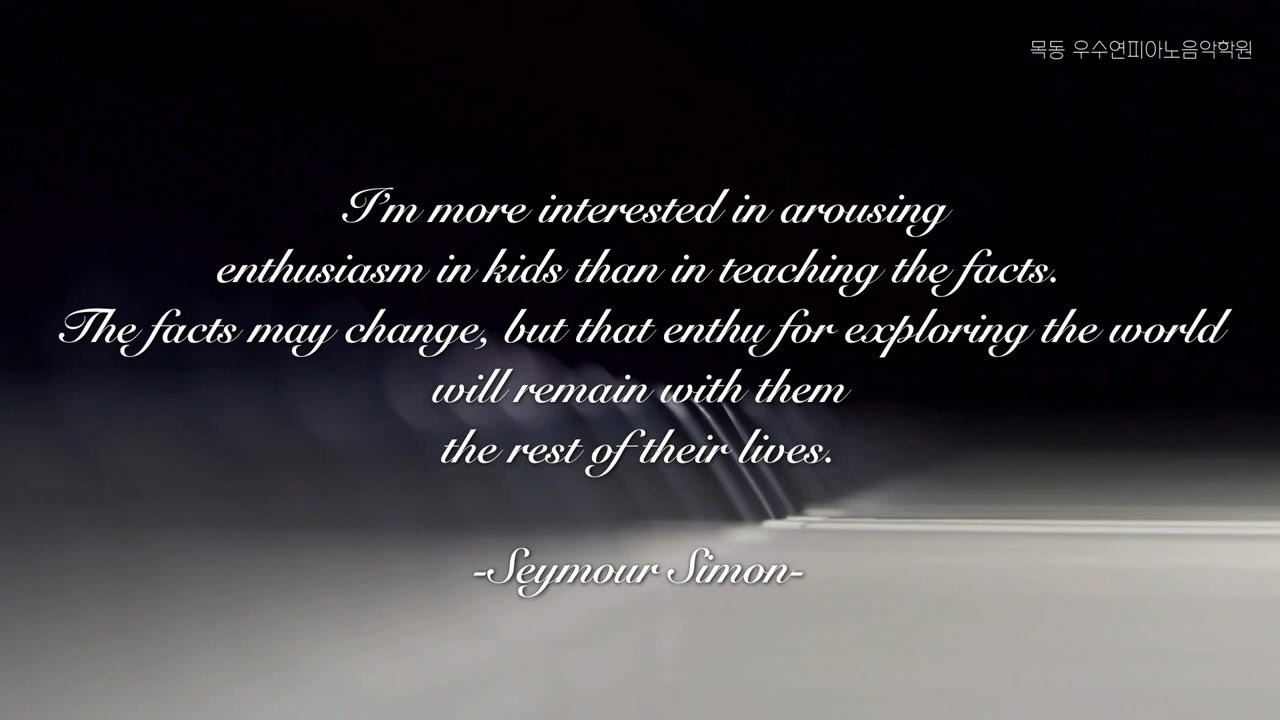 목동 우수연피아노음악학원
I'm more interested in arousing
enthusiasm in kids than in teaching the facts.
The facts may change, but that enthu for exploring the world
will remain with them
the rest of their lives.
-Seymour Simon-